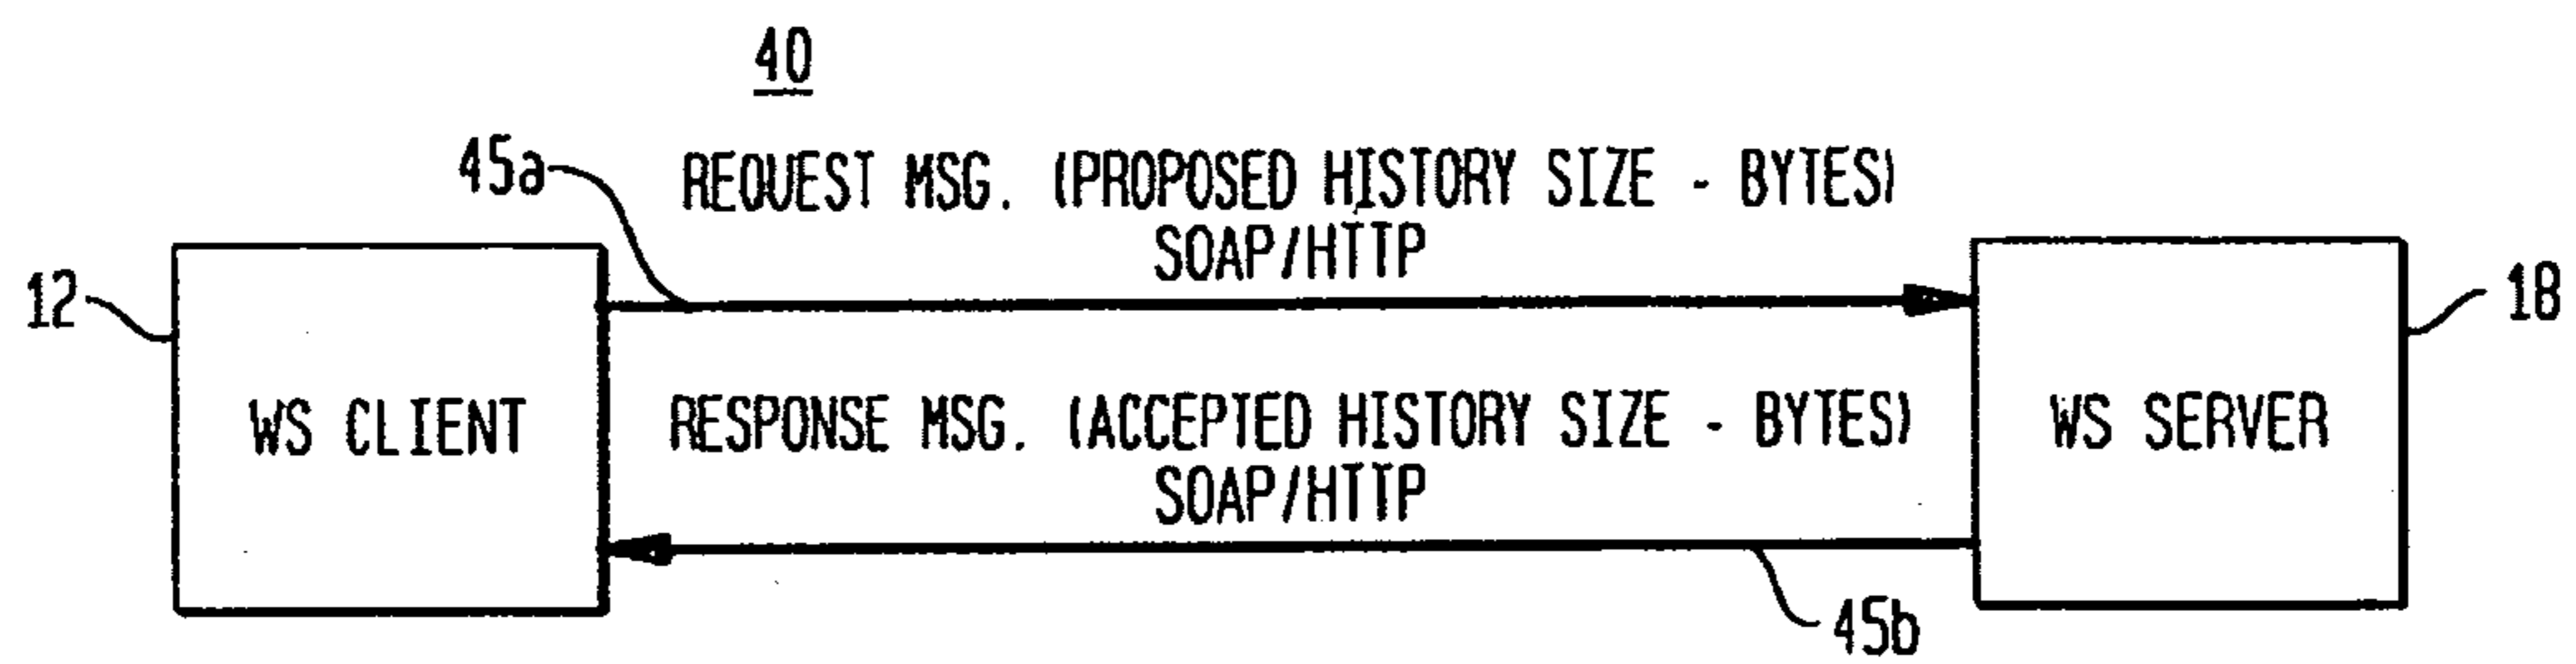 40
45a
REQUEST MSG. (PROPOSED HISTORY SIZE - BYTES)
SOAP/HTTP
12
18
WS CLIENT
RESPONSE MSG. (ACCEPTED HISTORY SIZE - BYTES)
SOAP/HTTP
WS SERVER
45b